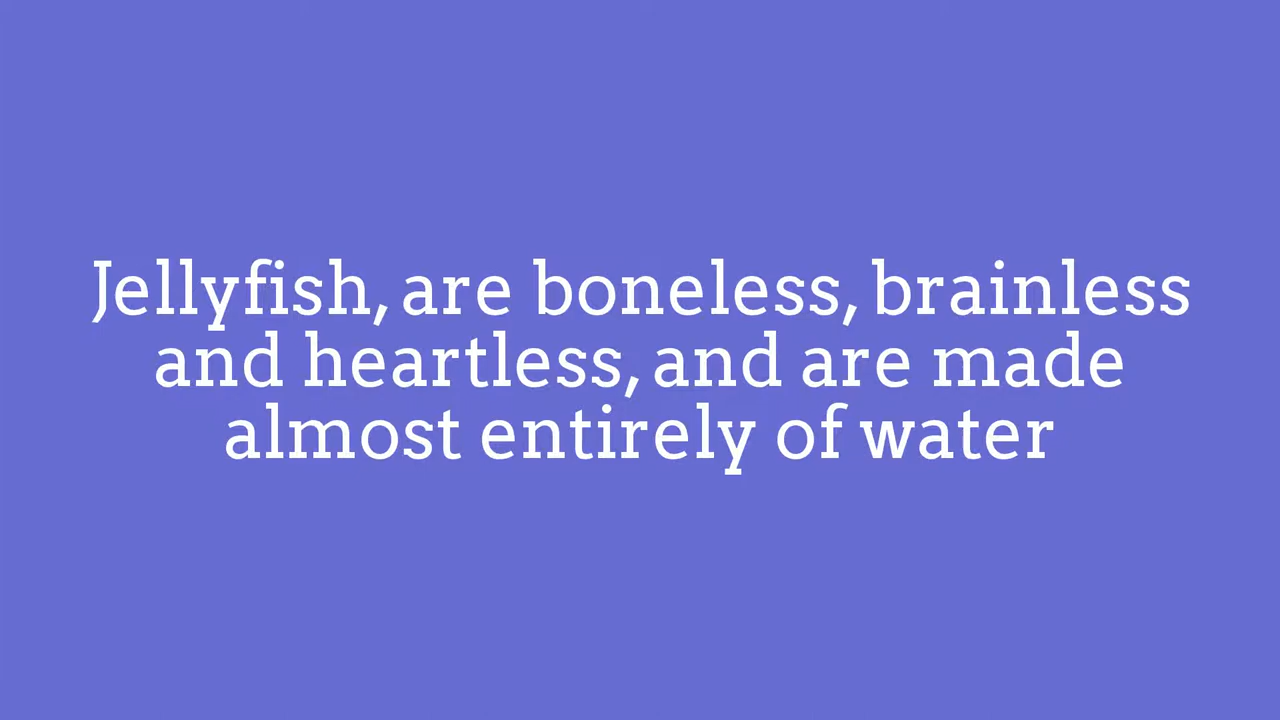 Jellyfish, are boneless, brainless
and heartless, and are made
almost entirely of water